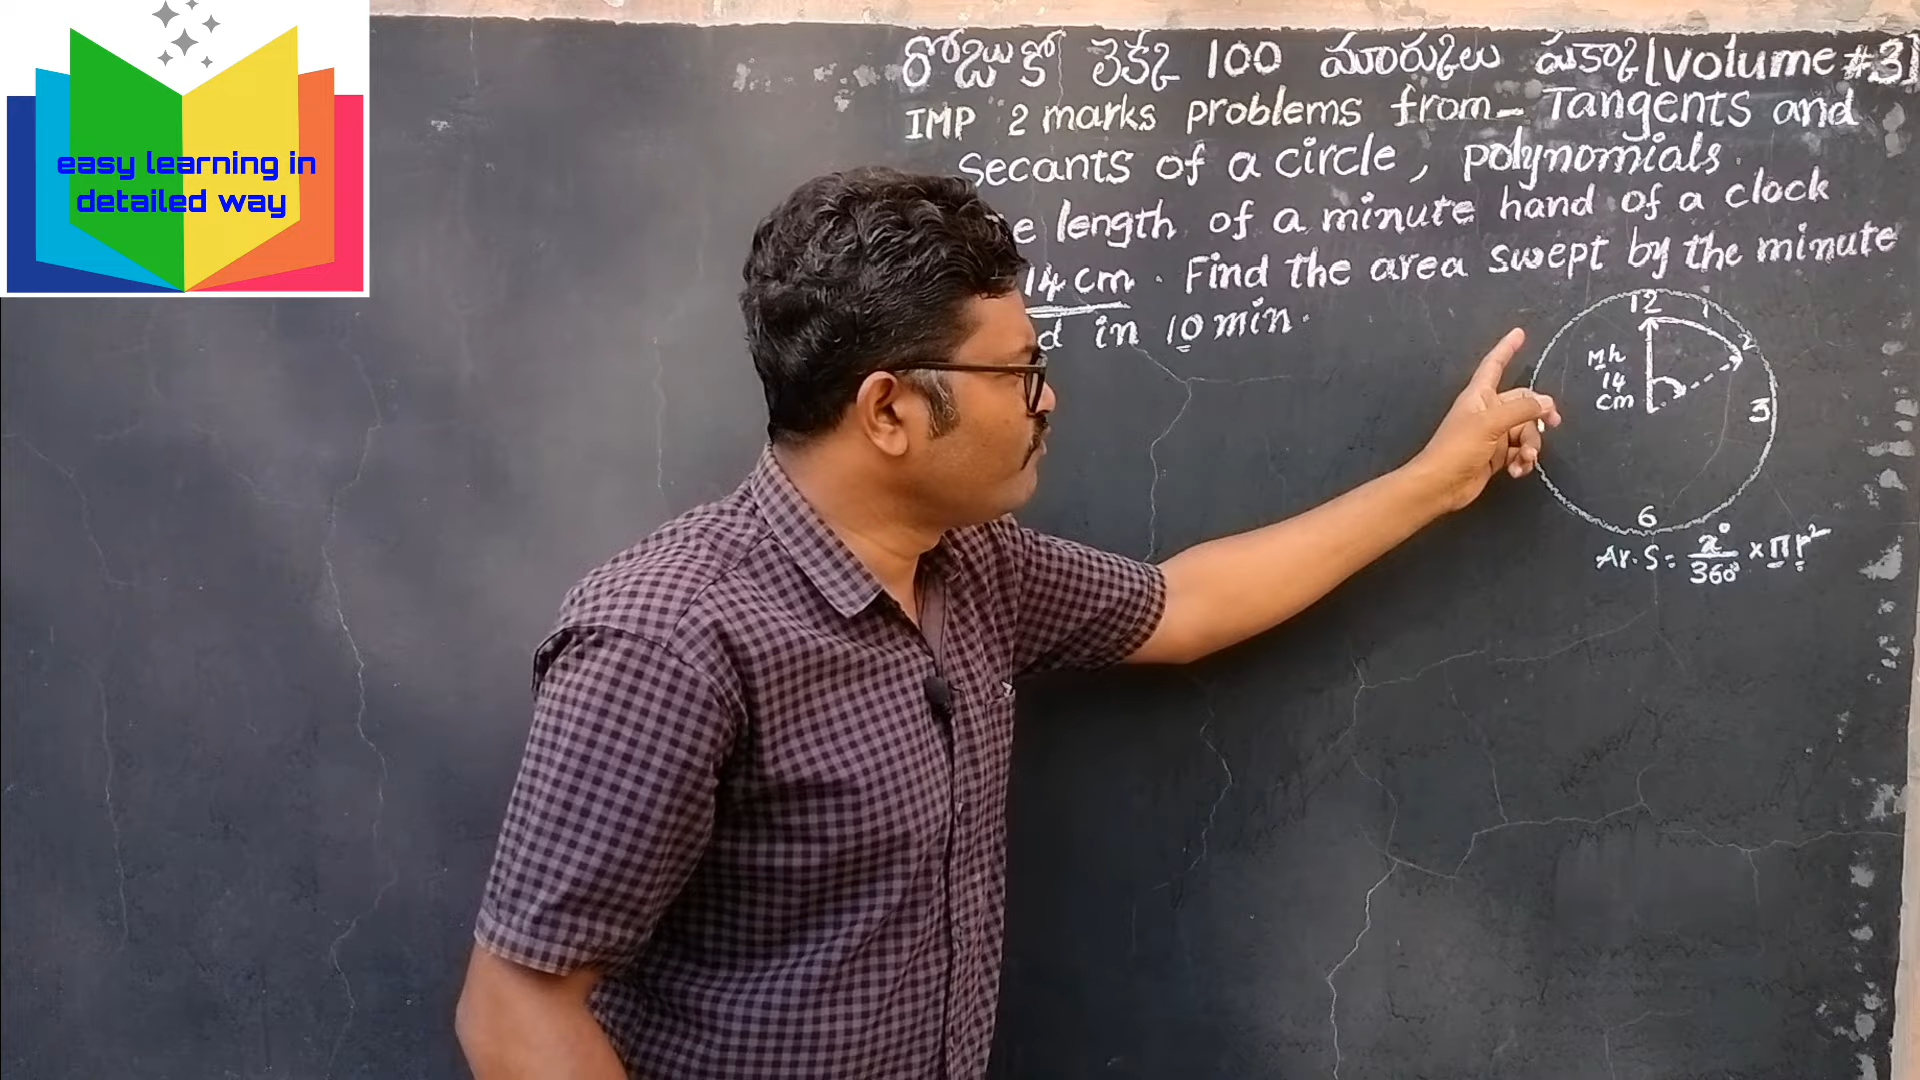 easy learning in
detailed way
రోజుకో లెక్క 100 మార్కులు పక్కా [Volume #3]
IMP 2 marks problems from - Tangents and
Secants of a circle, polynomials.
length of a minute hand of a clock
14 cm. Find the area swept by the minute
in 10 min.
12
1
2
Mh
14
cm
3
6
Ar.S = x°/360° × πr²